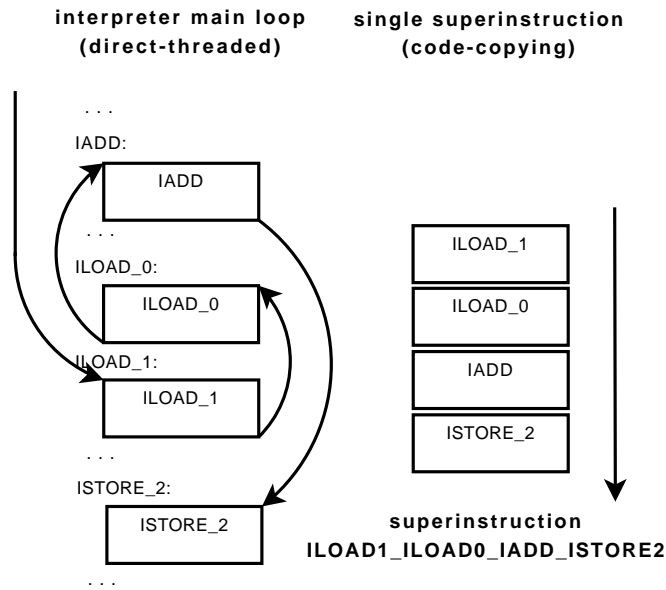 interpreter main loop
(direct-threaded)
single superinstruction
(code-copying)
. . .
IADD:
IADD
. . .
ILOAD_0:
ILOAD_0
ILOAD_1:
ILOAD_1
. . .
ISTORE_2:
ISTORE_2
. . .
ILOAD_1
ILOAD_0
IADD
ISTORE_2
superinstruction
ILOAD1_ILOAD0_IADD_ISTORE2